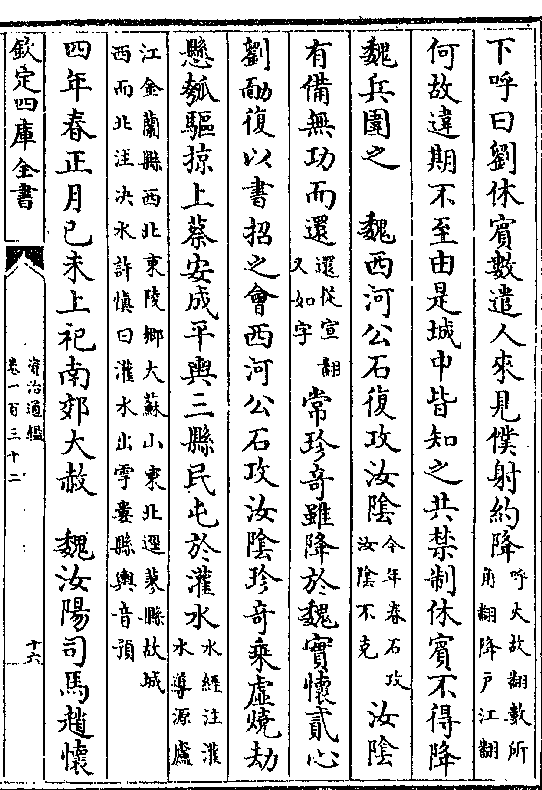 下呼曰劉休賓數遣人來見僕射約降呼火故翻數所角翻降户江翻
何故違期不至由是城中皆知之共禁制休賓不得降
魏兵圍之　魏西河公石復攻汝陰今年春石攻汝陰不克汝陰
有備無功而還還從宣翻又如字　常珍奇雖降於魏實懷貳心
劉勔復以書招之會西河公石攻汝陰珍奇乘虛燒劫
懸瓠驅掠上蔡安成平輿三縣民屯於灌水水經注灌水導源廬
江金蘭縣西北東陵鄉大蘇山東北逕蓼縣故城西而北注決水許慎曰灌水出雩婁縣輿音預
四年春正月己未上祀南郊大赦　魏汝陽司馬趙懷
欽定四庫全書
資治通鑑
卷一百三十二
十六